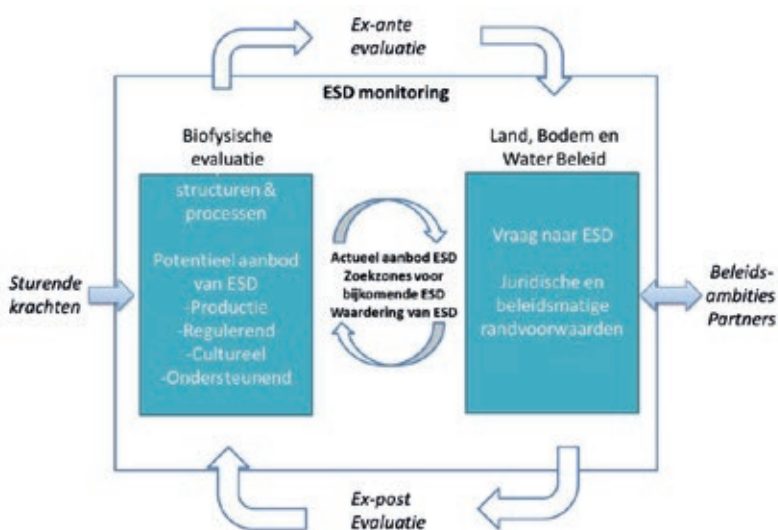 Ex-ante
evaluatie
ESD monitoring
Biofysische
evaluatie
structuren &
processen
Potentieel aanbod
van ESD
-Productie
-Regulerend
-Cultureel
-Ondersteunend
Sturende
krachten
Actueel aanbod ESD
Zoekzones voor
bijkomende ESD
Waardering van ESD
Land, Bodem en
Water Beleid
Vraag naar ESD
Juridische en
beleidsmatige
randvoorwaarden
Beleids-
ambities
Partners
Ex-post
Evaluatie